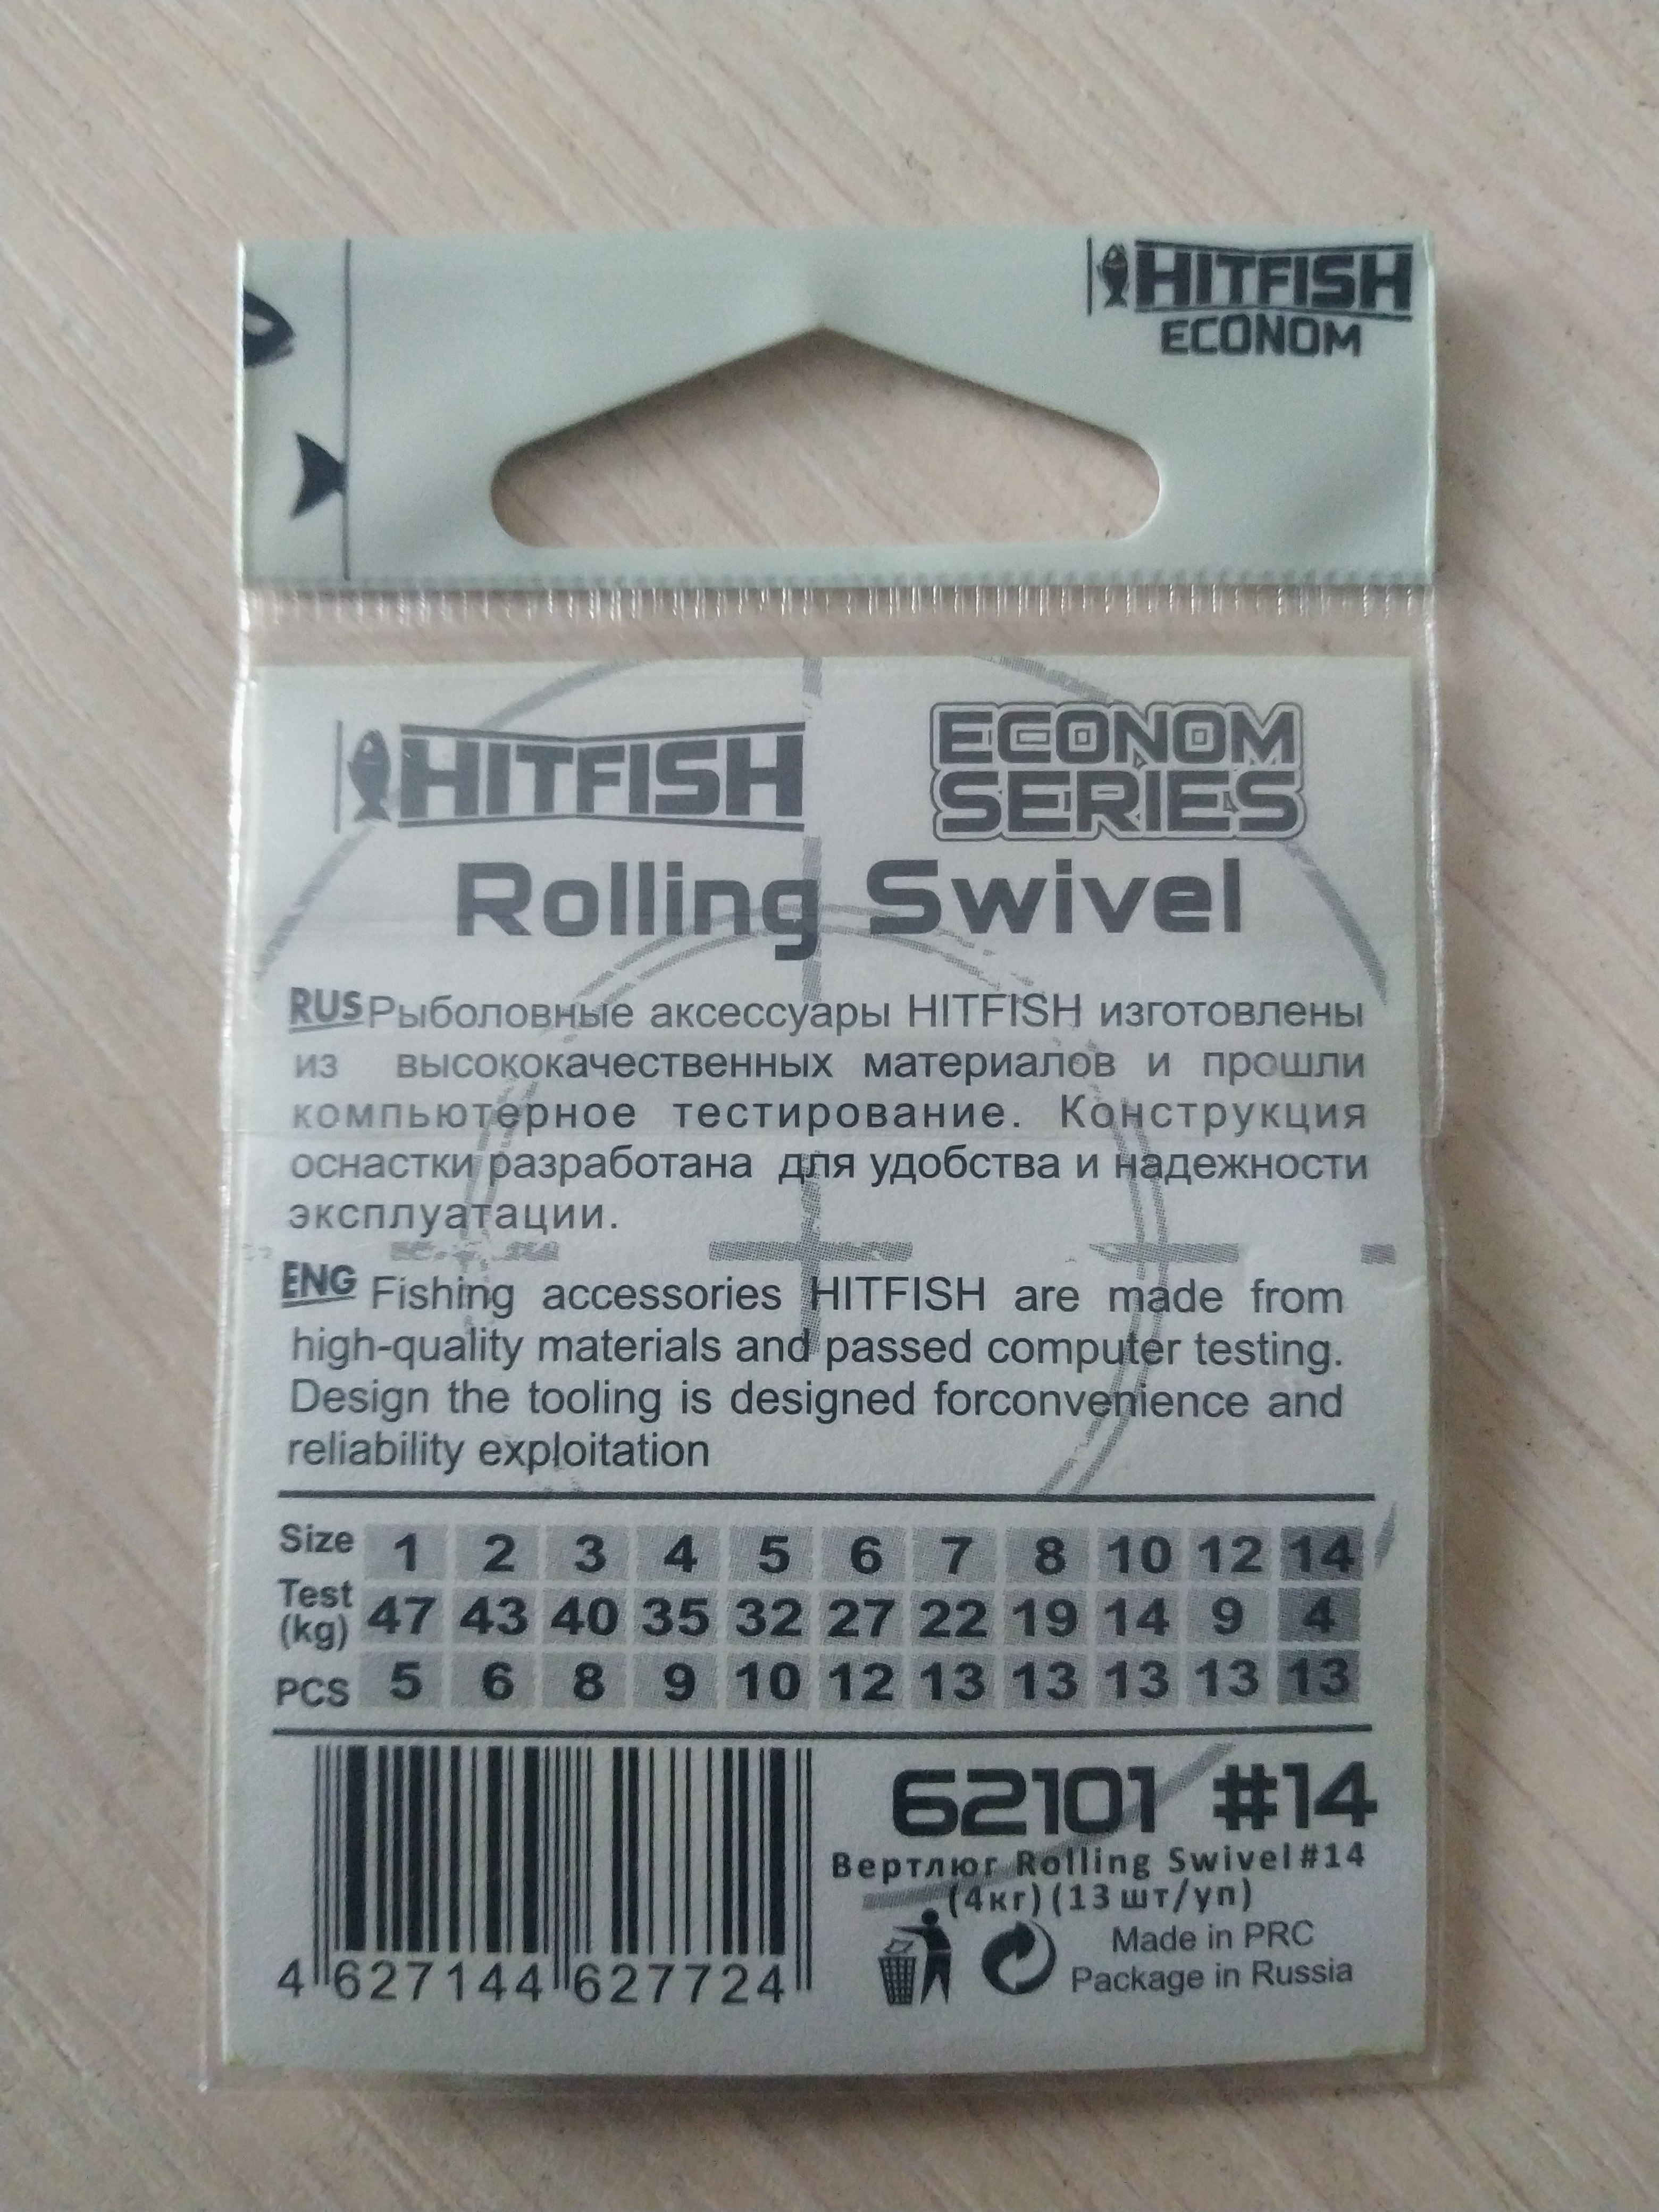 HITFISH
ECONOM
HITFISH
ECONOM
SERIES
Rolling Swivel
RUS Рыболовные аксессуары HITFISH изготовлены
из высококачественных материалов и прошли
компьютерное тестирование. Конструкция
оснастки разработана для удобства и надежности
эксплуатации.
ENG Fishing accessories HITFISH are made from
high-quality materials and passed computer testing.
Design the tooling is designed forconvenience and
reliability exploitation
Size 1 2 3 4 5 6 7 8 10 12 14
Test (kg) 47 43 40 35 32 27 22 19 14 9 4
PCS 5 6 8 9 10 12 13 13 13 13 13
62101 #14
Вертлюг Rolling Swivel#14
(4кг)(13шт/уп)
Made in PRC
Package in Russia
4 627144 627724